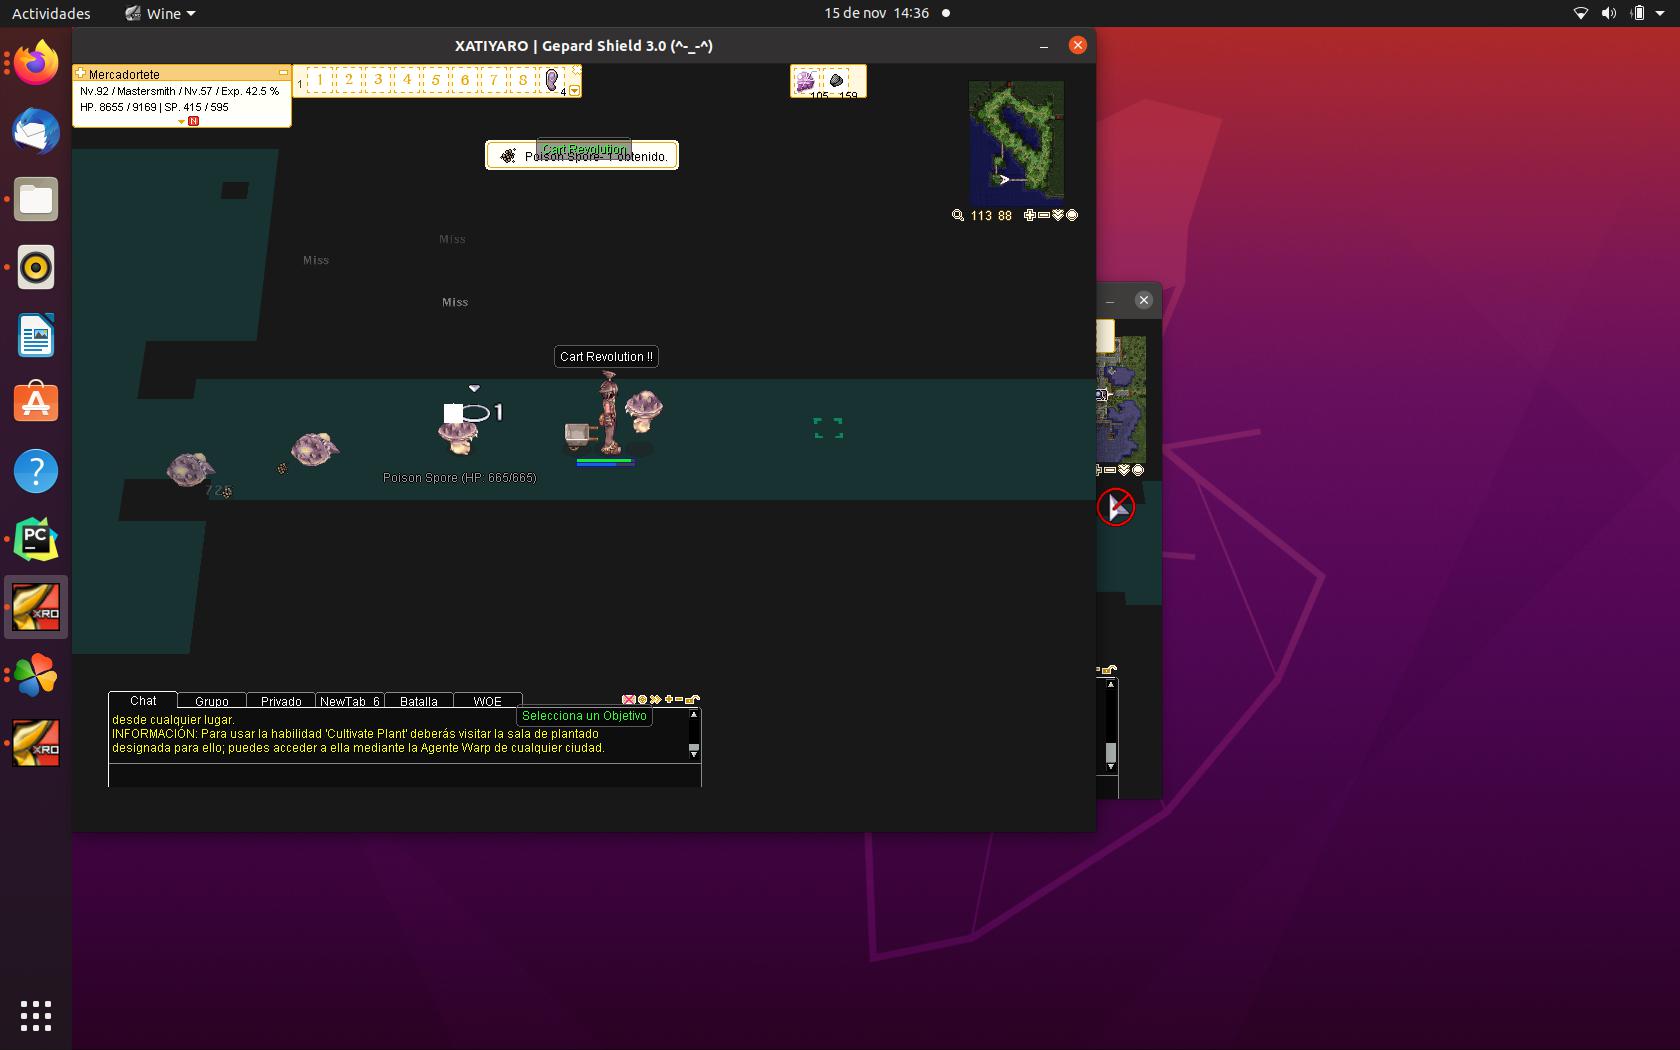 Actividades
Wine
15 de nov 14:36
XATIYARO | Gepard Shield 3.0 (^-_-^)
Mercadortete
Nv.92 / Mastersmith / Nv.57 / Exp. 42.5 %
HP. 8655 / 9169 | SP. 415 / 595
N
1 1 2 3 4 5 6 7 8 4
105 159
Cart Revolution
Poison Spore- 1 obtenido.
113 88
Miss
Miss
Miss
Cart Revolution !!
1
Poison Spore (HP: 665/665)
725
PC
XRO
XRO
Chat Grupo Privado NewTab_6 Batalla WOE
Selecciona un Objetivo
desde cualquier lugar.
INFORMACIÓN: Para usar la habilidad 'Cultivate Plant' deberás visitar la sala de plantado
designada para ello; puedes acceder a ella mediante la Agente Warp de cualquier ciudad.